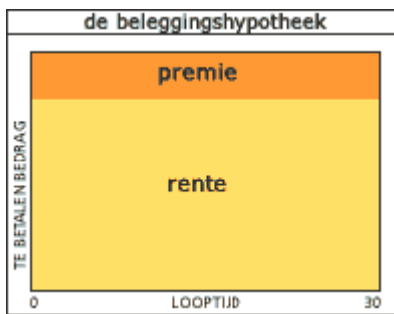 de beleggingshypotheek
premie
rente
TE BETALEN BEDRAG
0 LOOPTIJD 30